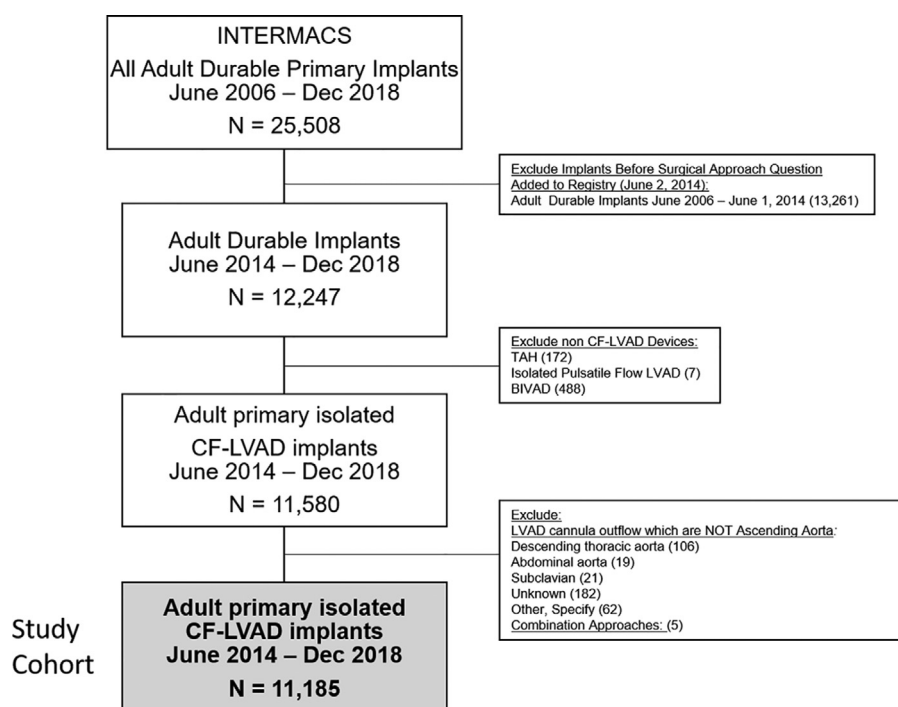 INTERMACS
All Adult Durable Primary Implants
June 2006 – Dec 2018
N = 25,508
Exclude Implants Before Surgical Approach Question
Added to Registry (June 2, 2014):
Adult Durable Implants June 2006 – June 1, 2014 (13,261)
Adult Durable Implants
June 2014 – Dec 2018
N = 12,247
Exclude non CF-LVAD Devices:
TAH (172)
Isolated Pulsatile Flow LVAD (7)
BIVAD (488)
Adult primary isolated
CF-LVAD implants
June 2014 – Dec 2018
N = 11,580
Exclude:
LVAD cannula outflow which are NOT Ascending Aorta:
Descending thoracic aorta (106)
Abdominal aorta (19)
Subclavian (21)
Unknown (182)
Other, Specify (62)
Combination Approaches: (5)
Study
Cohort
Adult primary isolated
CF-LVAD implants
June 2014 – Dec 2018
N = 11,185